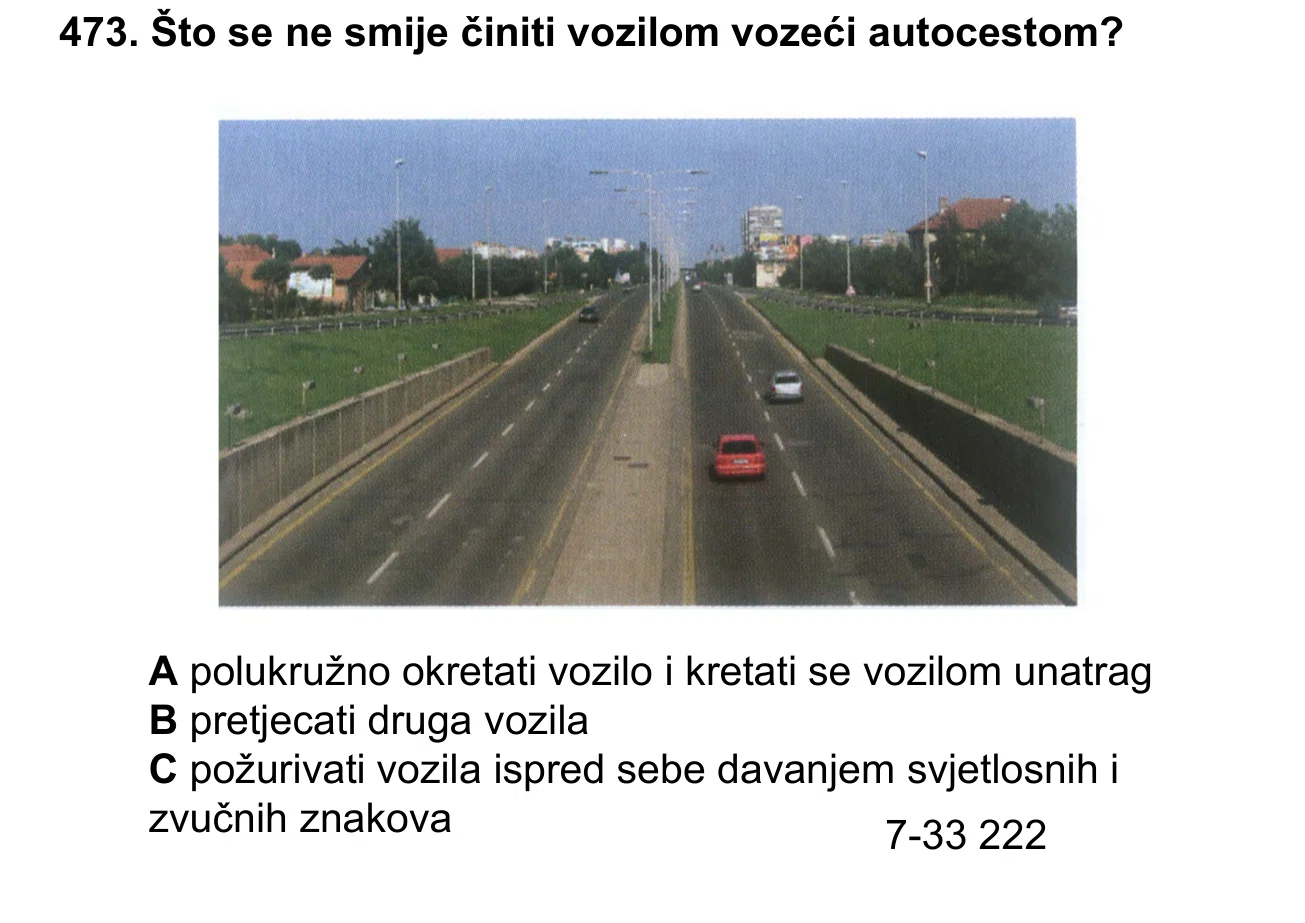 473. Što se ne smije činiti vozilom vozeći autocestom?
A polukružno okretati vozilo i kretati se vozilom unatrag
B pretjecati druga vozila
C požurivati vozila ispred sebe davanjem svjetlosnih i
zvučnih znakova
7-33 222